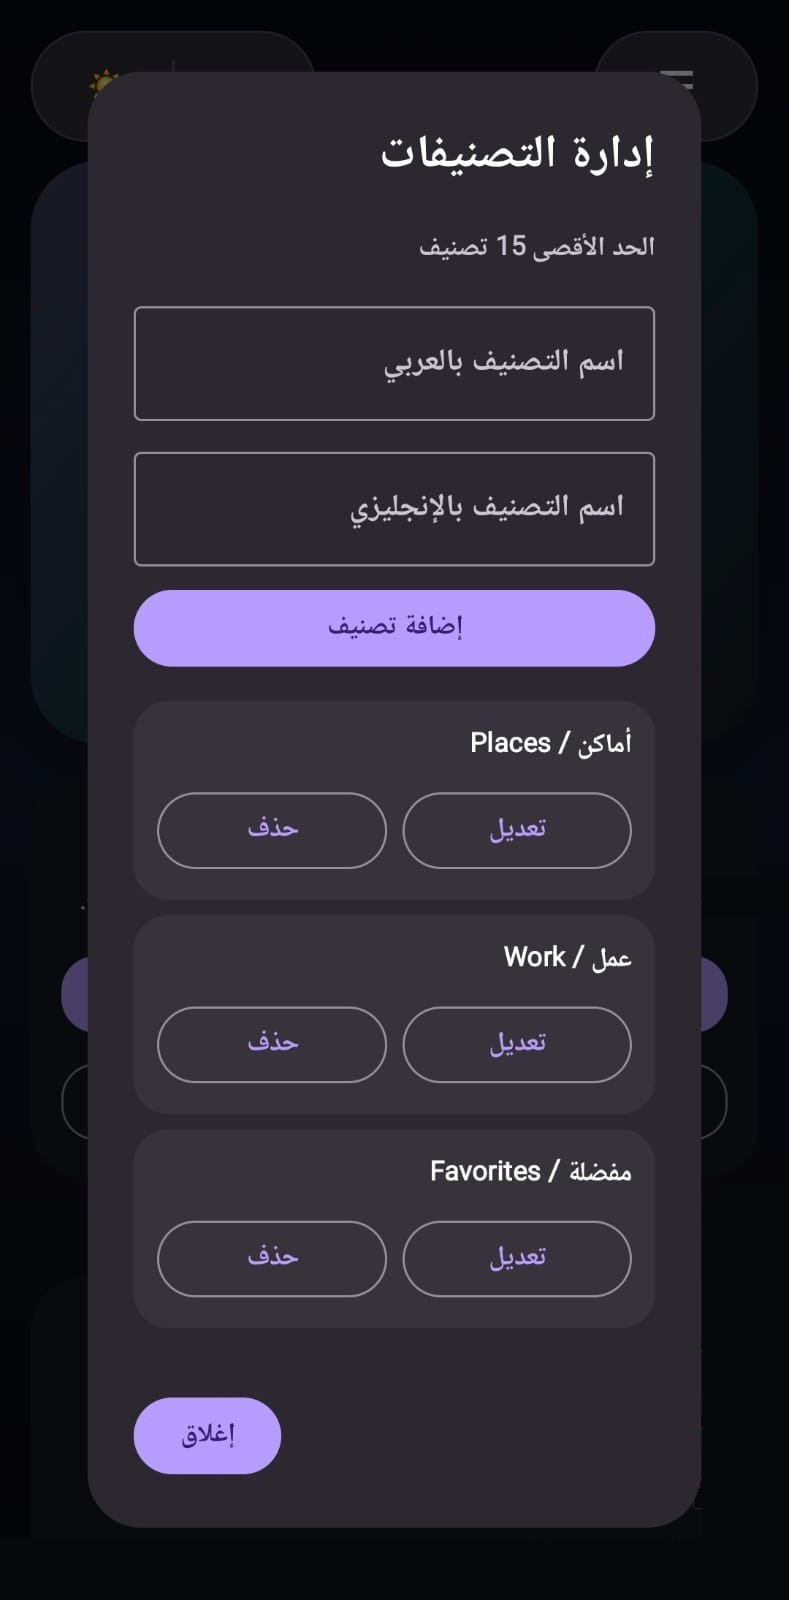 إدارة التصنيفات
الحد الأقصى 15 تصنيف
اسم التصنيف بالعربي
اسم التصنيف بالإنجليزي
إضافة تصنيف
أماكن / Places
تعديل حذف
عمل / Work
تعديل حذف
مفضلة / Favorites
تعديل حذف
إغلاق